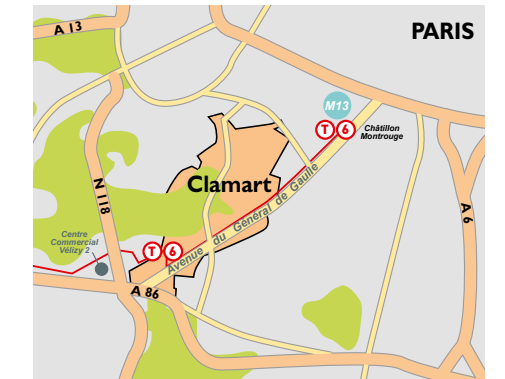 A 13
PARIS
M13
T 6
Châtillon
Montrouge
Clamart
N 118
A 6
Avenue du Général de Gaulle
Centre
Commercial
Vélizy 2
T 6
A 86